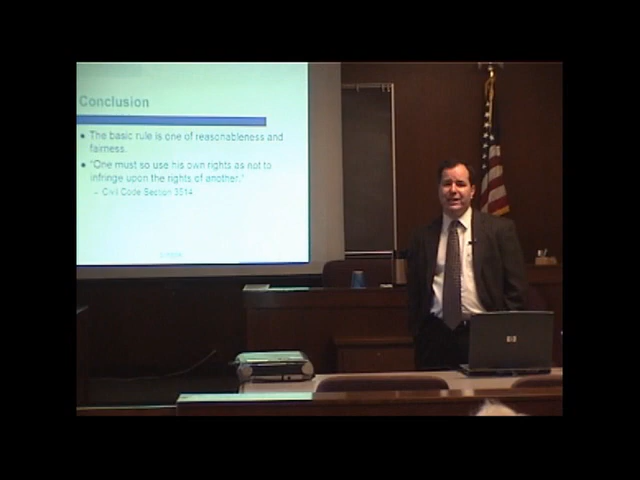 Conclusion
The basic rule is one of reasonableness and
fairness.
"One must so use his own rights as not to
infringe upon the rights of another."
– Civil Code Section 3514
hp